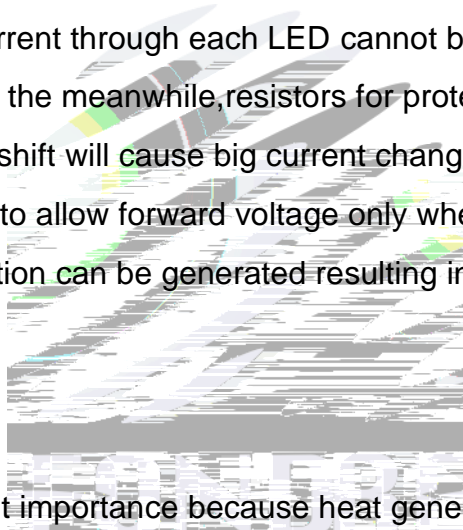 rrent through each LED cannot b
the meanwhile,resistors for prote
shift will cause big current chang
to allow forward voltage only whe
tion can be generated resulting in
t importance because heat gene